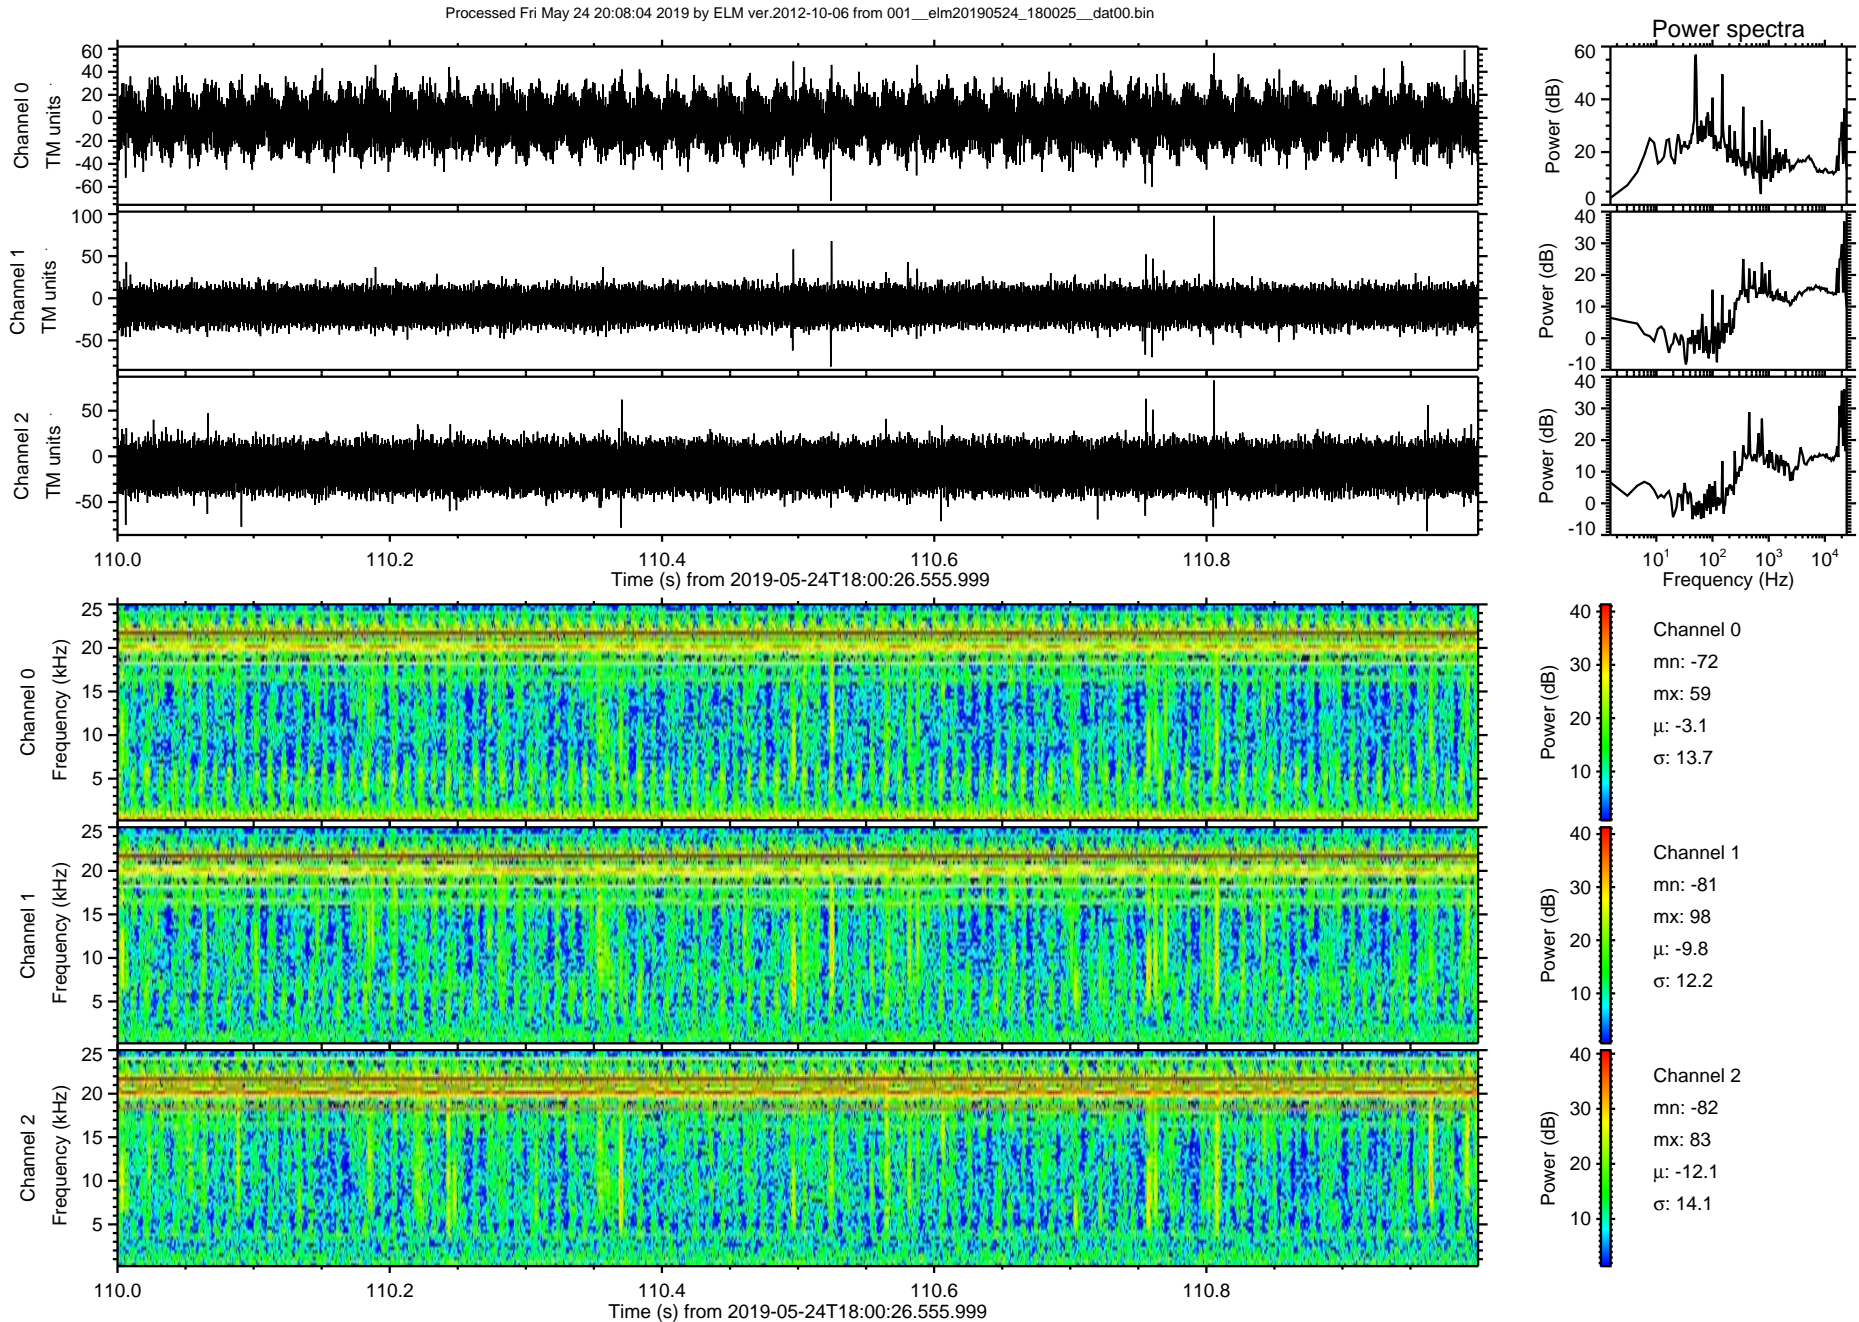 Processed Fri May 24 20:08:04 2019 by ELM ver.2012-10-06 from 001__elm20190524_180025__dat00.bin
Power spectra
Channel 0
TM units
60
40
20
0
-20
-40
-60
Power (dB)
60
40
20
0
Channel 1
TM units
100
50
0
-50
Power (dB)
40
30
20
10
0
-10
Channel 2
TM units
50
0
-50
Power (dB)
40
30
20
10
0
-10
110.0 110.2 110.4 110.6 110.8
Time (s) from 2019-05-24T18:00:26.555.999
10^1 10^2 10^3 10^4
Frequency (Hz)
Channel 0
Frequency (kHz)
25
20
15
10
5
Power (dB)
40
30
20
10
Channel 0
mn: -72
mx: 59
μ: -3.1
σ: 13.7
Channel 1
Frequency (kHz)
25
20
15
10
5
Power (dB)
40
30
20
10
Channel 1
mn: -81
mx: 98
μ: -9.8
σ: 12.2
Channel 2
Frequency (kHz)
25
20
15
10
5
Power (dB)
40
30
20
10
Channel 2
mn: -82
mx: 83
μ: -12.1
σ: 14.1
110.0 110.2 110.4 110.6 110.8
Time (s) from 2019-05-24T18:00:26.555.999